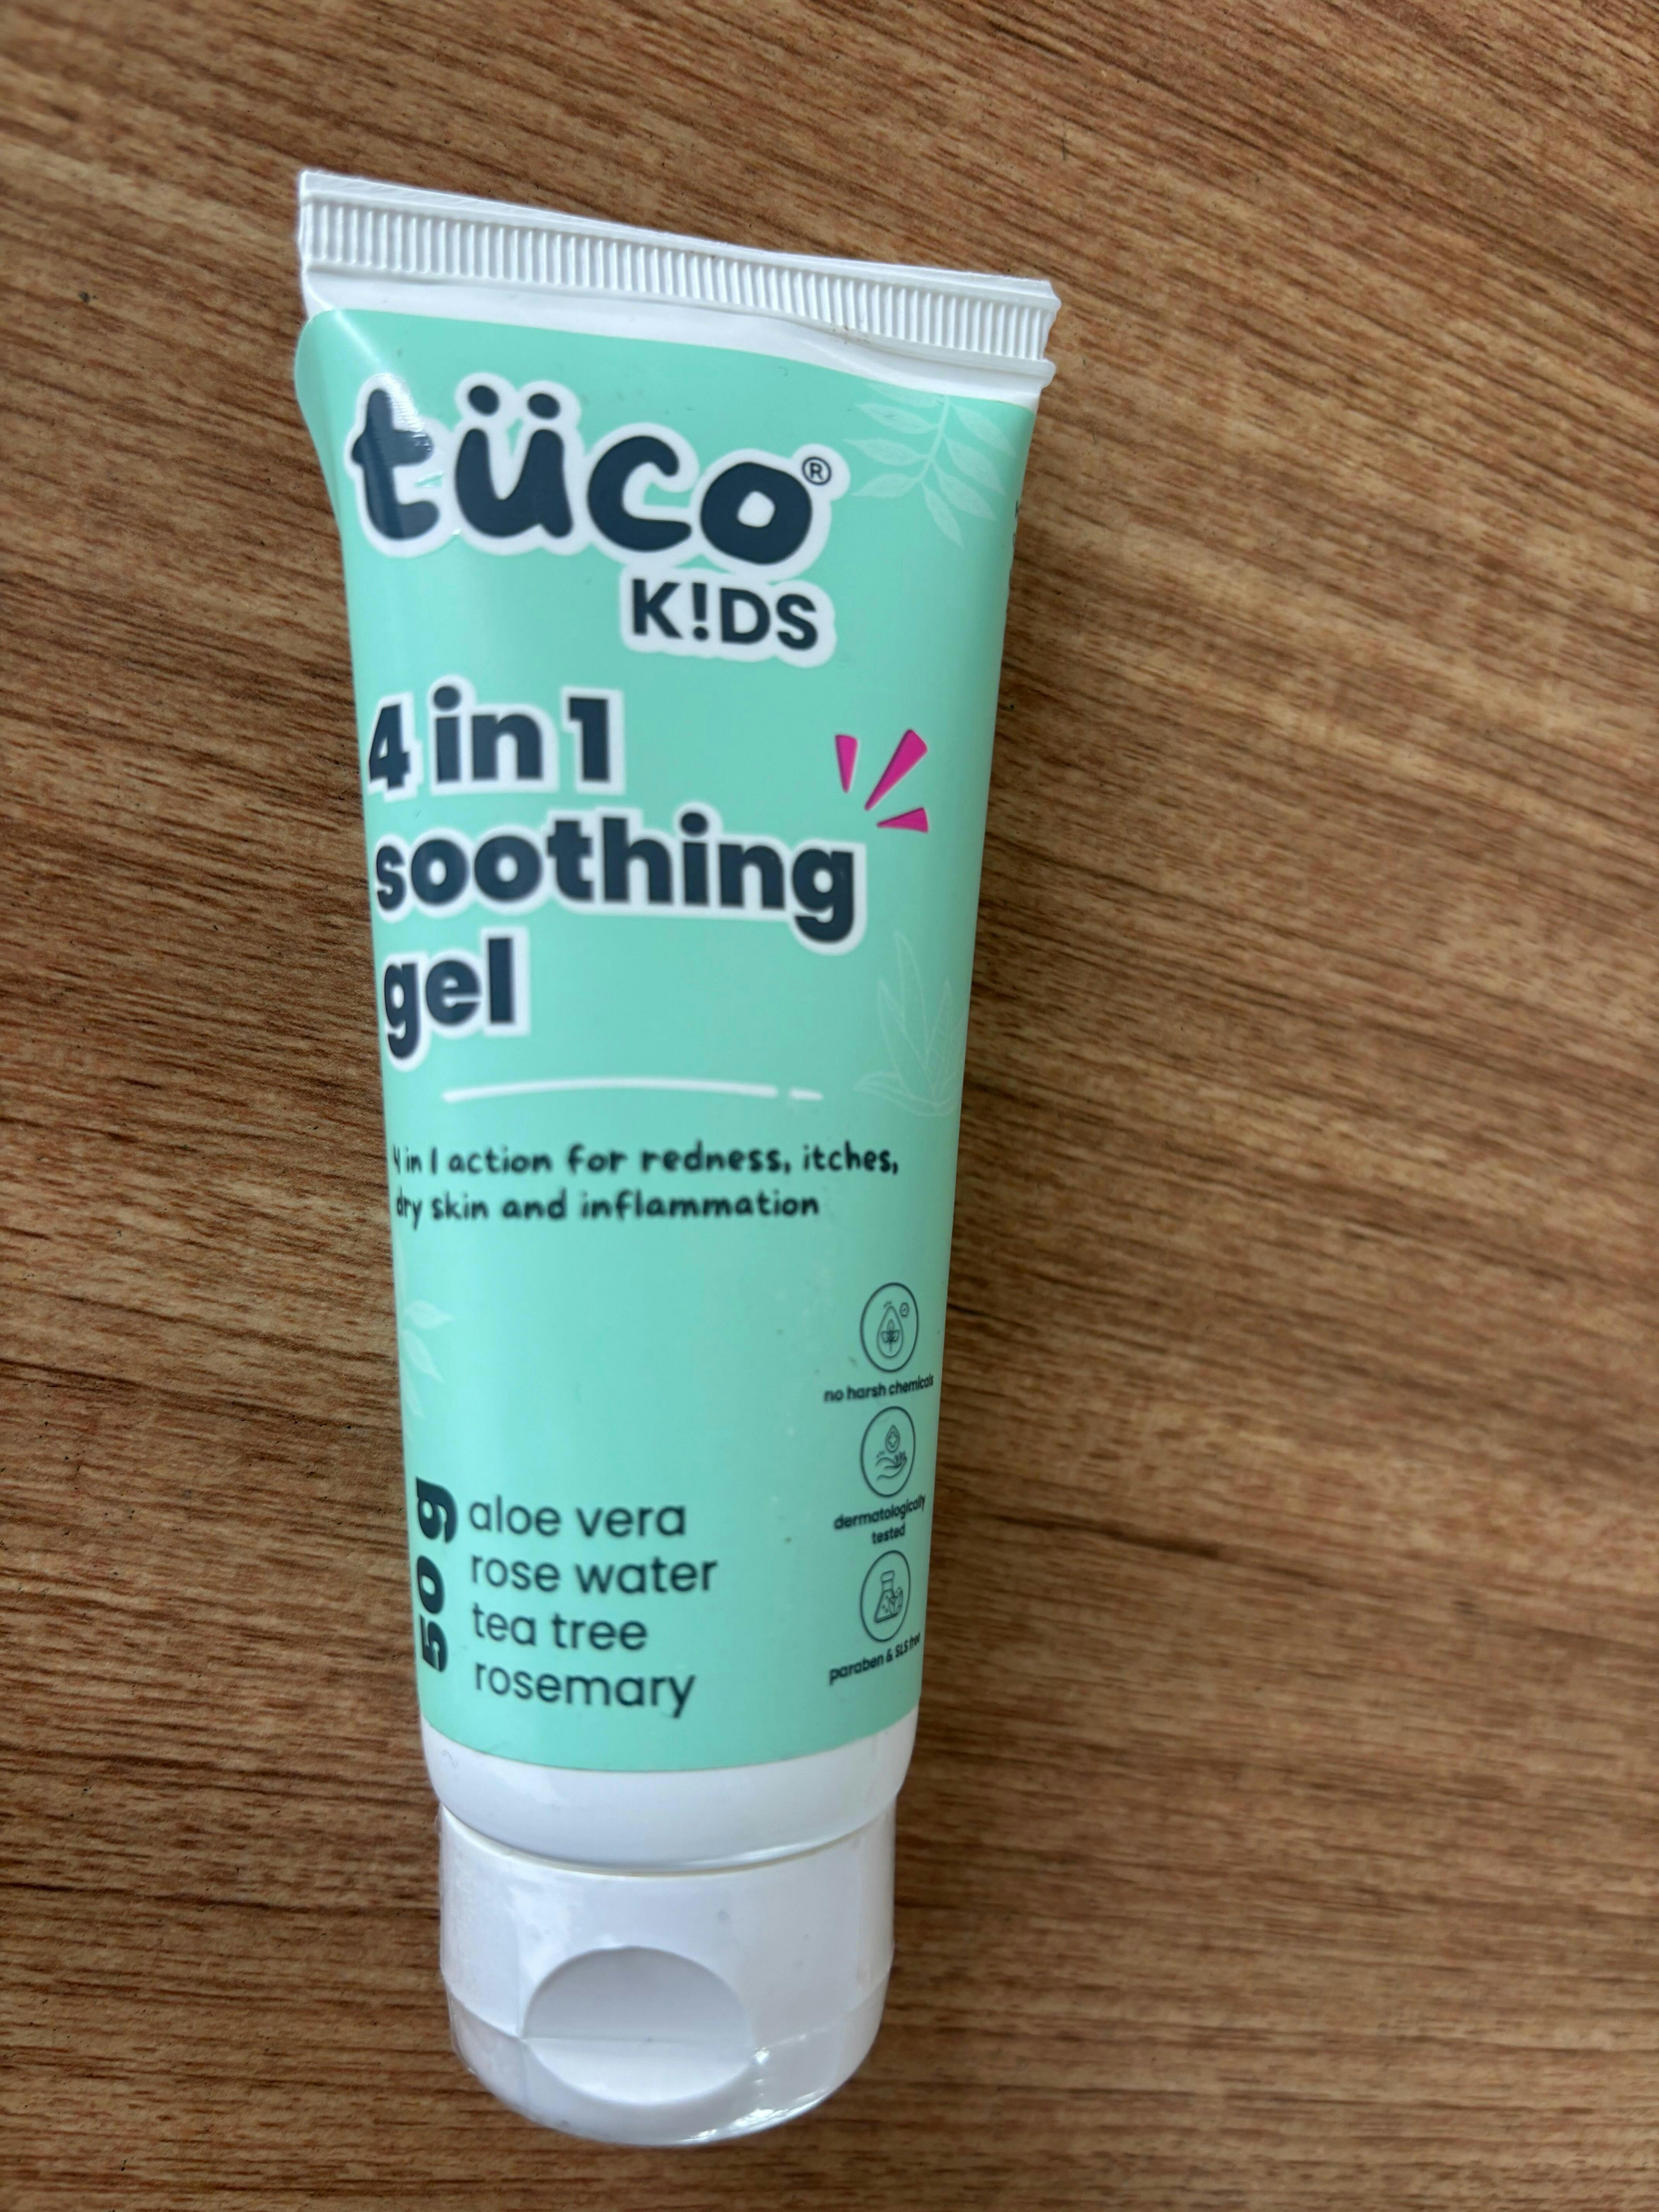 tüco®
K!DS
4 in 1
soothing
gel
4 in 1 action for redness, itches,
dry skin and inflammation
no harsh chemicals
dermatologically
tested
paraben & SLS free
50 g
aloe vera
rose water
tea tree
rosemary